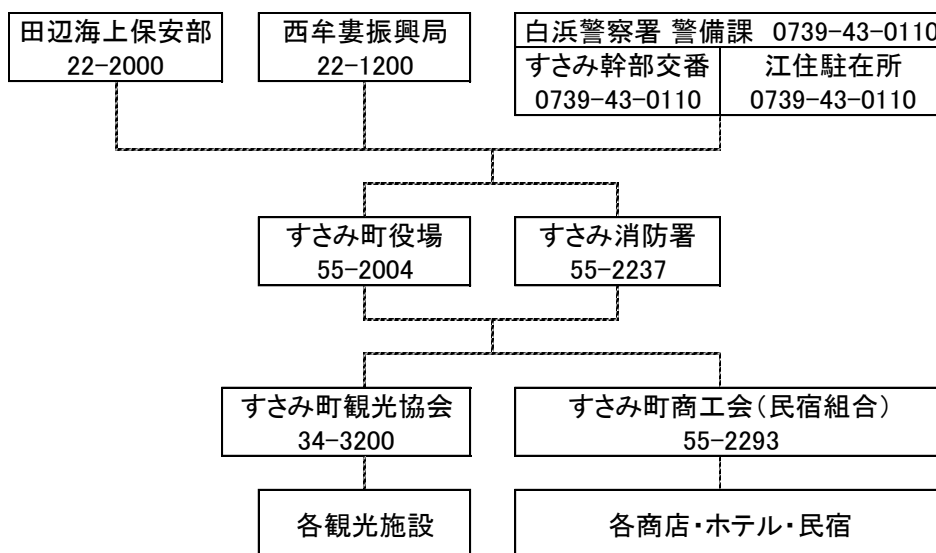 田辺海上保安部
22-2000
西牟婁振興局
22-1200
白浜警察署 警備課 0739-43-0110
すさみ幹部交番
0739-43-0110
江住駐在所
0739-43-0110
すさみ町役場
55-2004
すさみ消防署
55-2237
すさみ町観光協会
34-3200
すさみ町商工会（民宿組合）
55-2293
各観光施設
各商店・ホテル・民宿